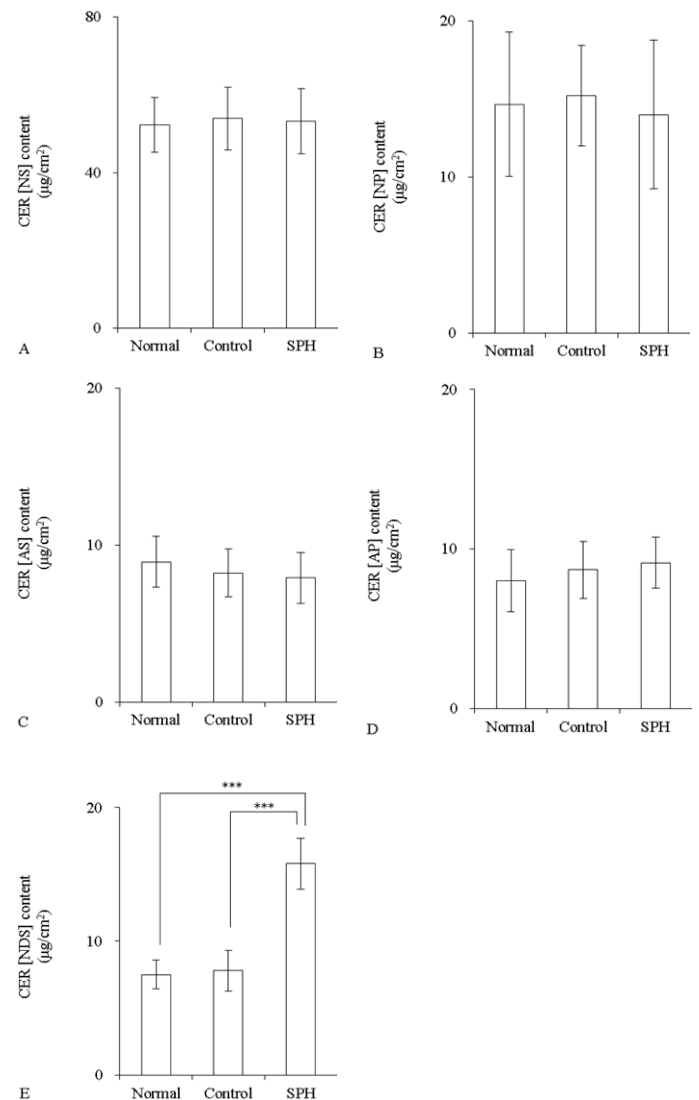 80
40
0
CER [NS] content
(µg/cm²)
Normal Control SPH
A
20
10
0
CER [NP] content
(µg/cm²)
Normal Control SPH
B
20
10
0
CER [AS] content
(µg/cm²)
Normal Control SPH
C
20
10
0
CER [AP] content
(µg/cm²)
Normal Control SPH
D
***
***
20
10
0
CER [NDS] content
(µg/cm²)
Normal Control SPH
E